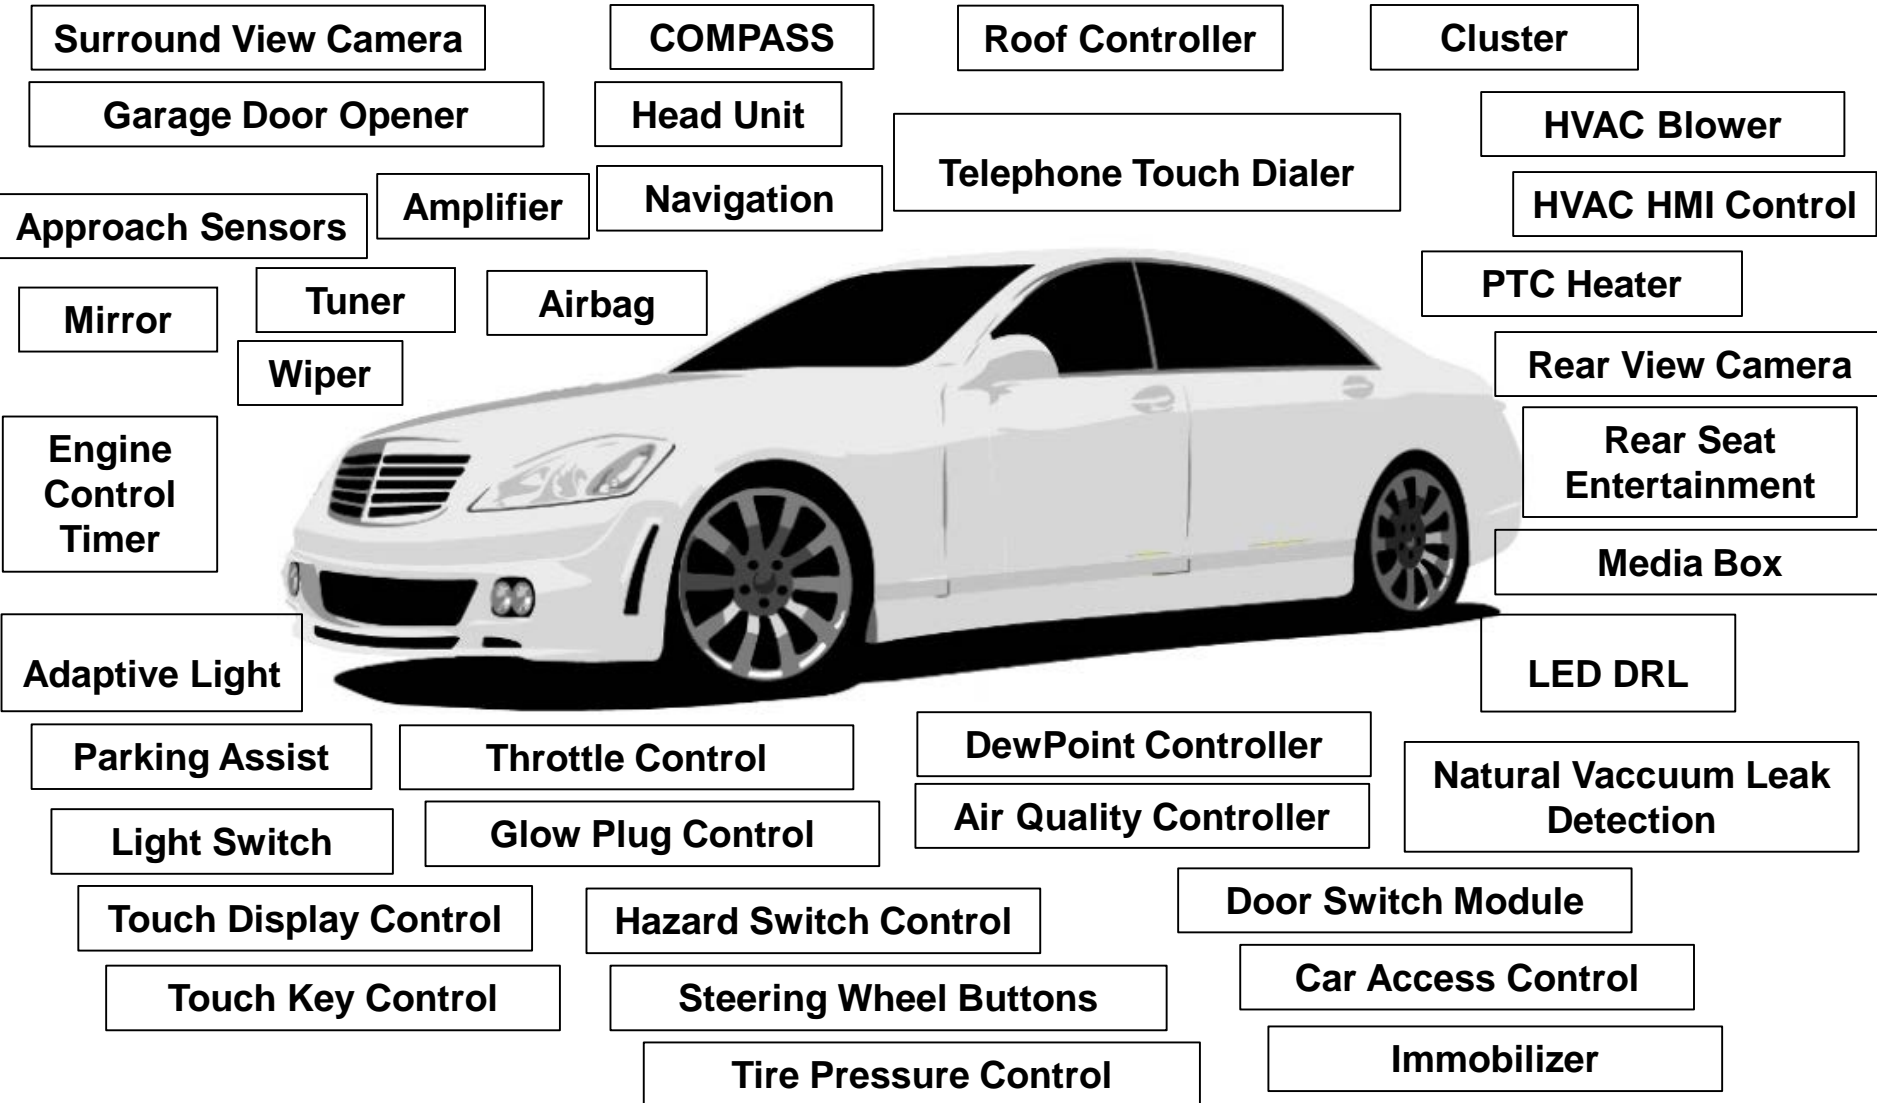 Surround View Camera
COMPASS
Roof Controller
Cluster
Garage Door Opener
Head Unit
HVAC Blower
Telephone Touch Dialer
Approach Sensors
Amplifier
Navigation
HVAC HMI Control
Mirror
Tuner
Airbag
PTC Heater
Wiper
Rear View Camera
Engine
Control
Timer
Rear Seat
Entertainment
Media Box
Adaptive Light
LED DRL
Parking Assist
Throttle Control
DewPoint Controller
Natural Vaccuum Leak
Detection
Light Switch
Glow Plug Control
Air Quality Controller
Touch Display Control
Hazard Switch Control
Door Switch Module
Touch Key Control
Steering Wheel Buttons
Car Access Control
Tire Pressure Control
Immobilizer